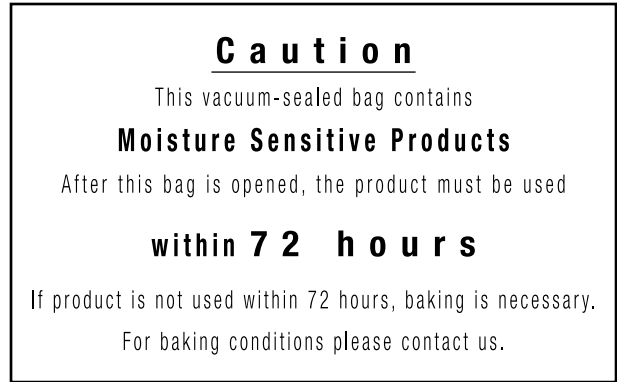 Caution
This vacuum-sealed bag contains
Moisture Sensitive Products
After this bag is opened, the product must be used
within 72 hours
If product is not used within 72 hours, baking is necessary.
For baking conditions please contact us.